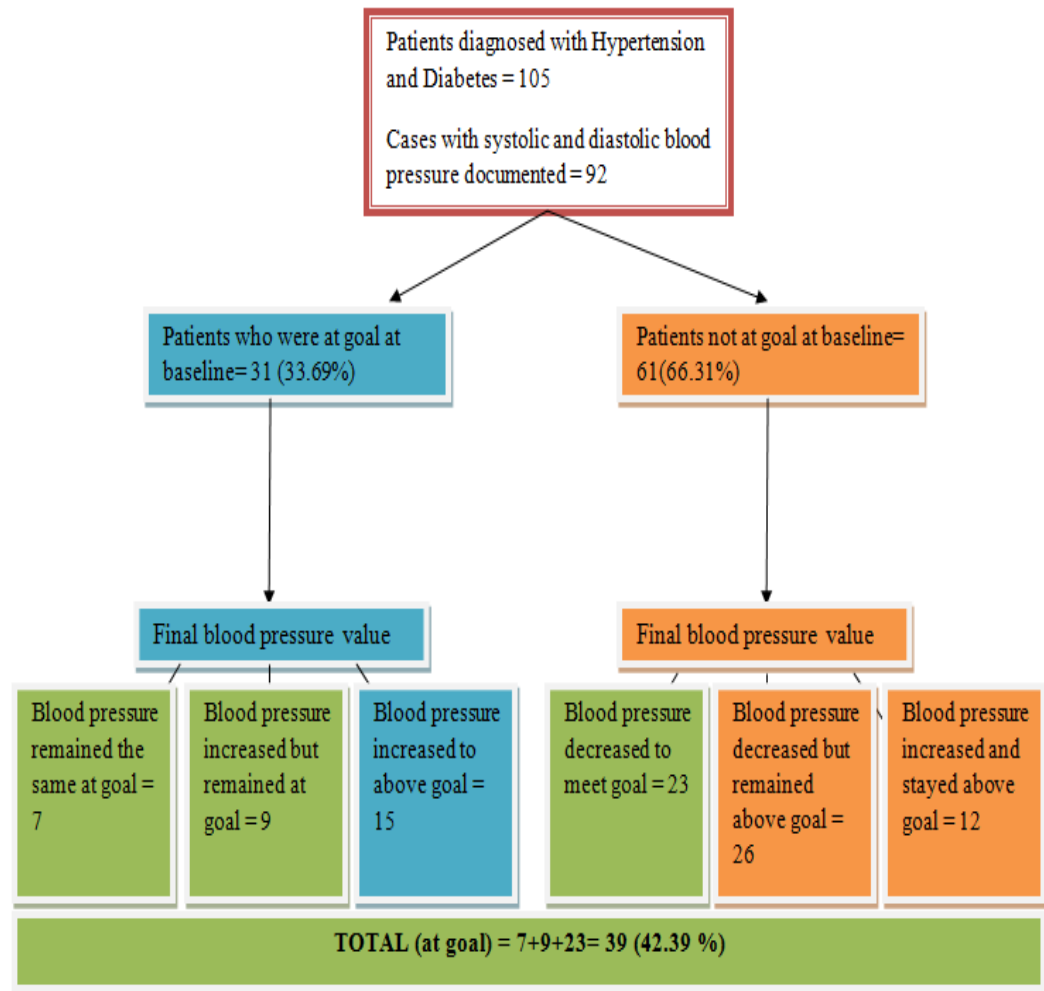 Patients diagnosed with Hypertension
and Diabetes = 105
Cases with systolic and diastolic blood
pressure documented = 92
Patients who were at goal at
baseline= 31 (33.69%)
Patients not at goal at baseline=
61(66.31%)
Final blood pressure value
Final blood pressure value
Blood pressure
remained the
same at goal =
7
Blood pressure
increased but
remained at
goal = 9
Blood pressure
increased to
above goal =
15
Blood pressure
decreased to
meet goal = 23
Blood pressure
decreased but
remained
above goal =
26
Blood pressure
increased and
stayed above
goal = 12
TOTAL (at goal) = 7+9+23= 39 (42.39 %)